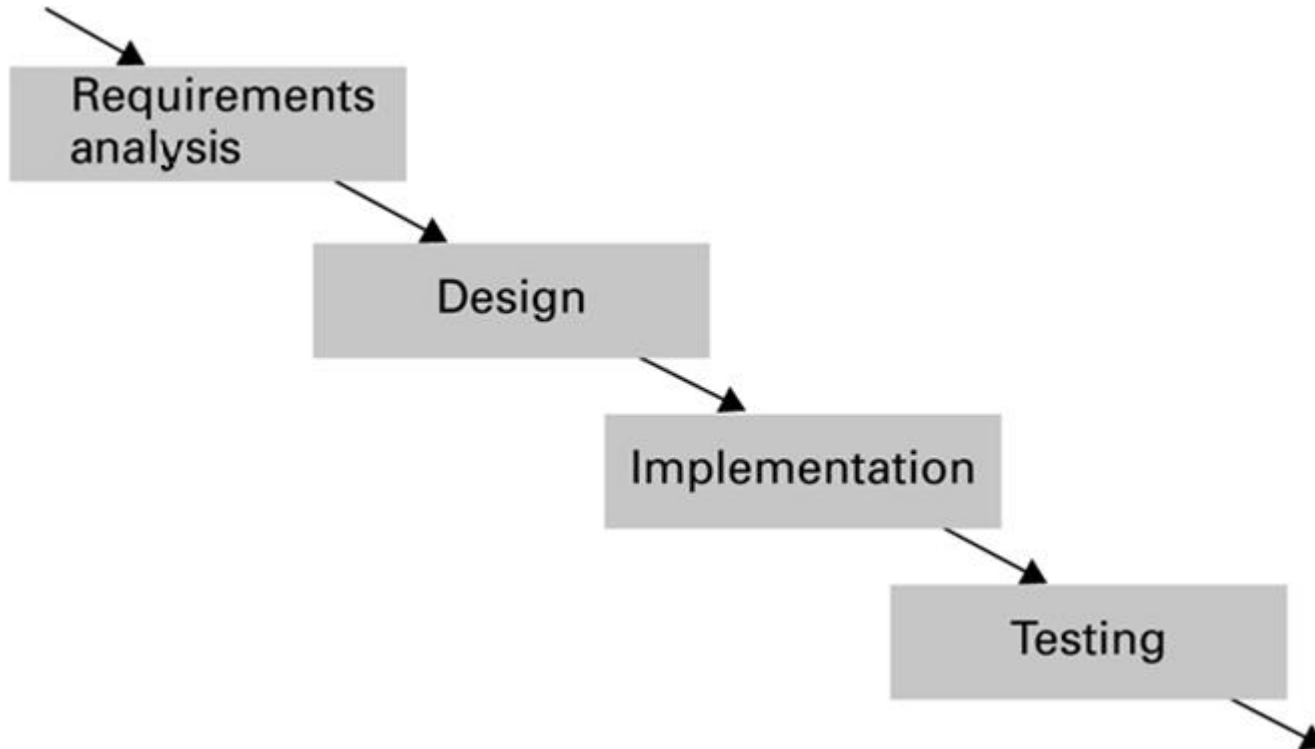 Requirements
analysis
Design
Implementation
Testing